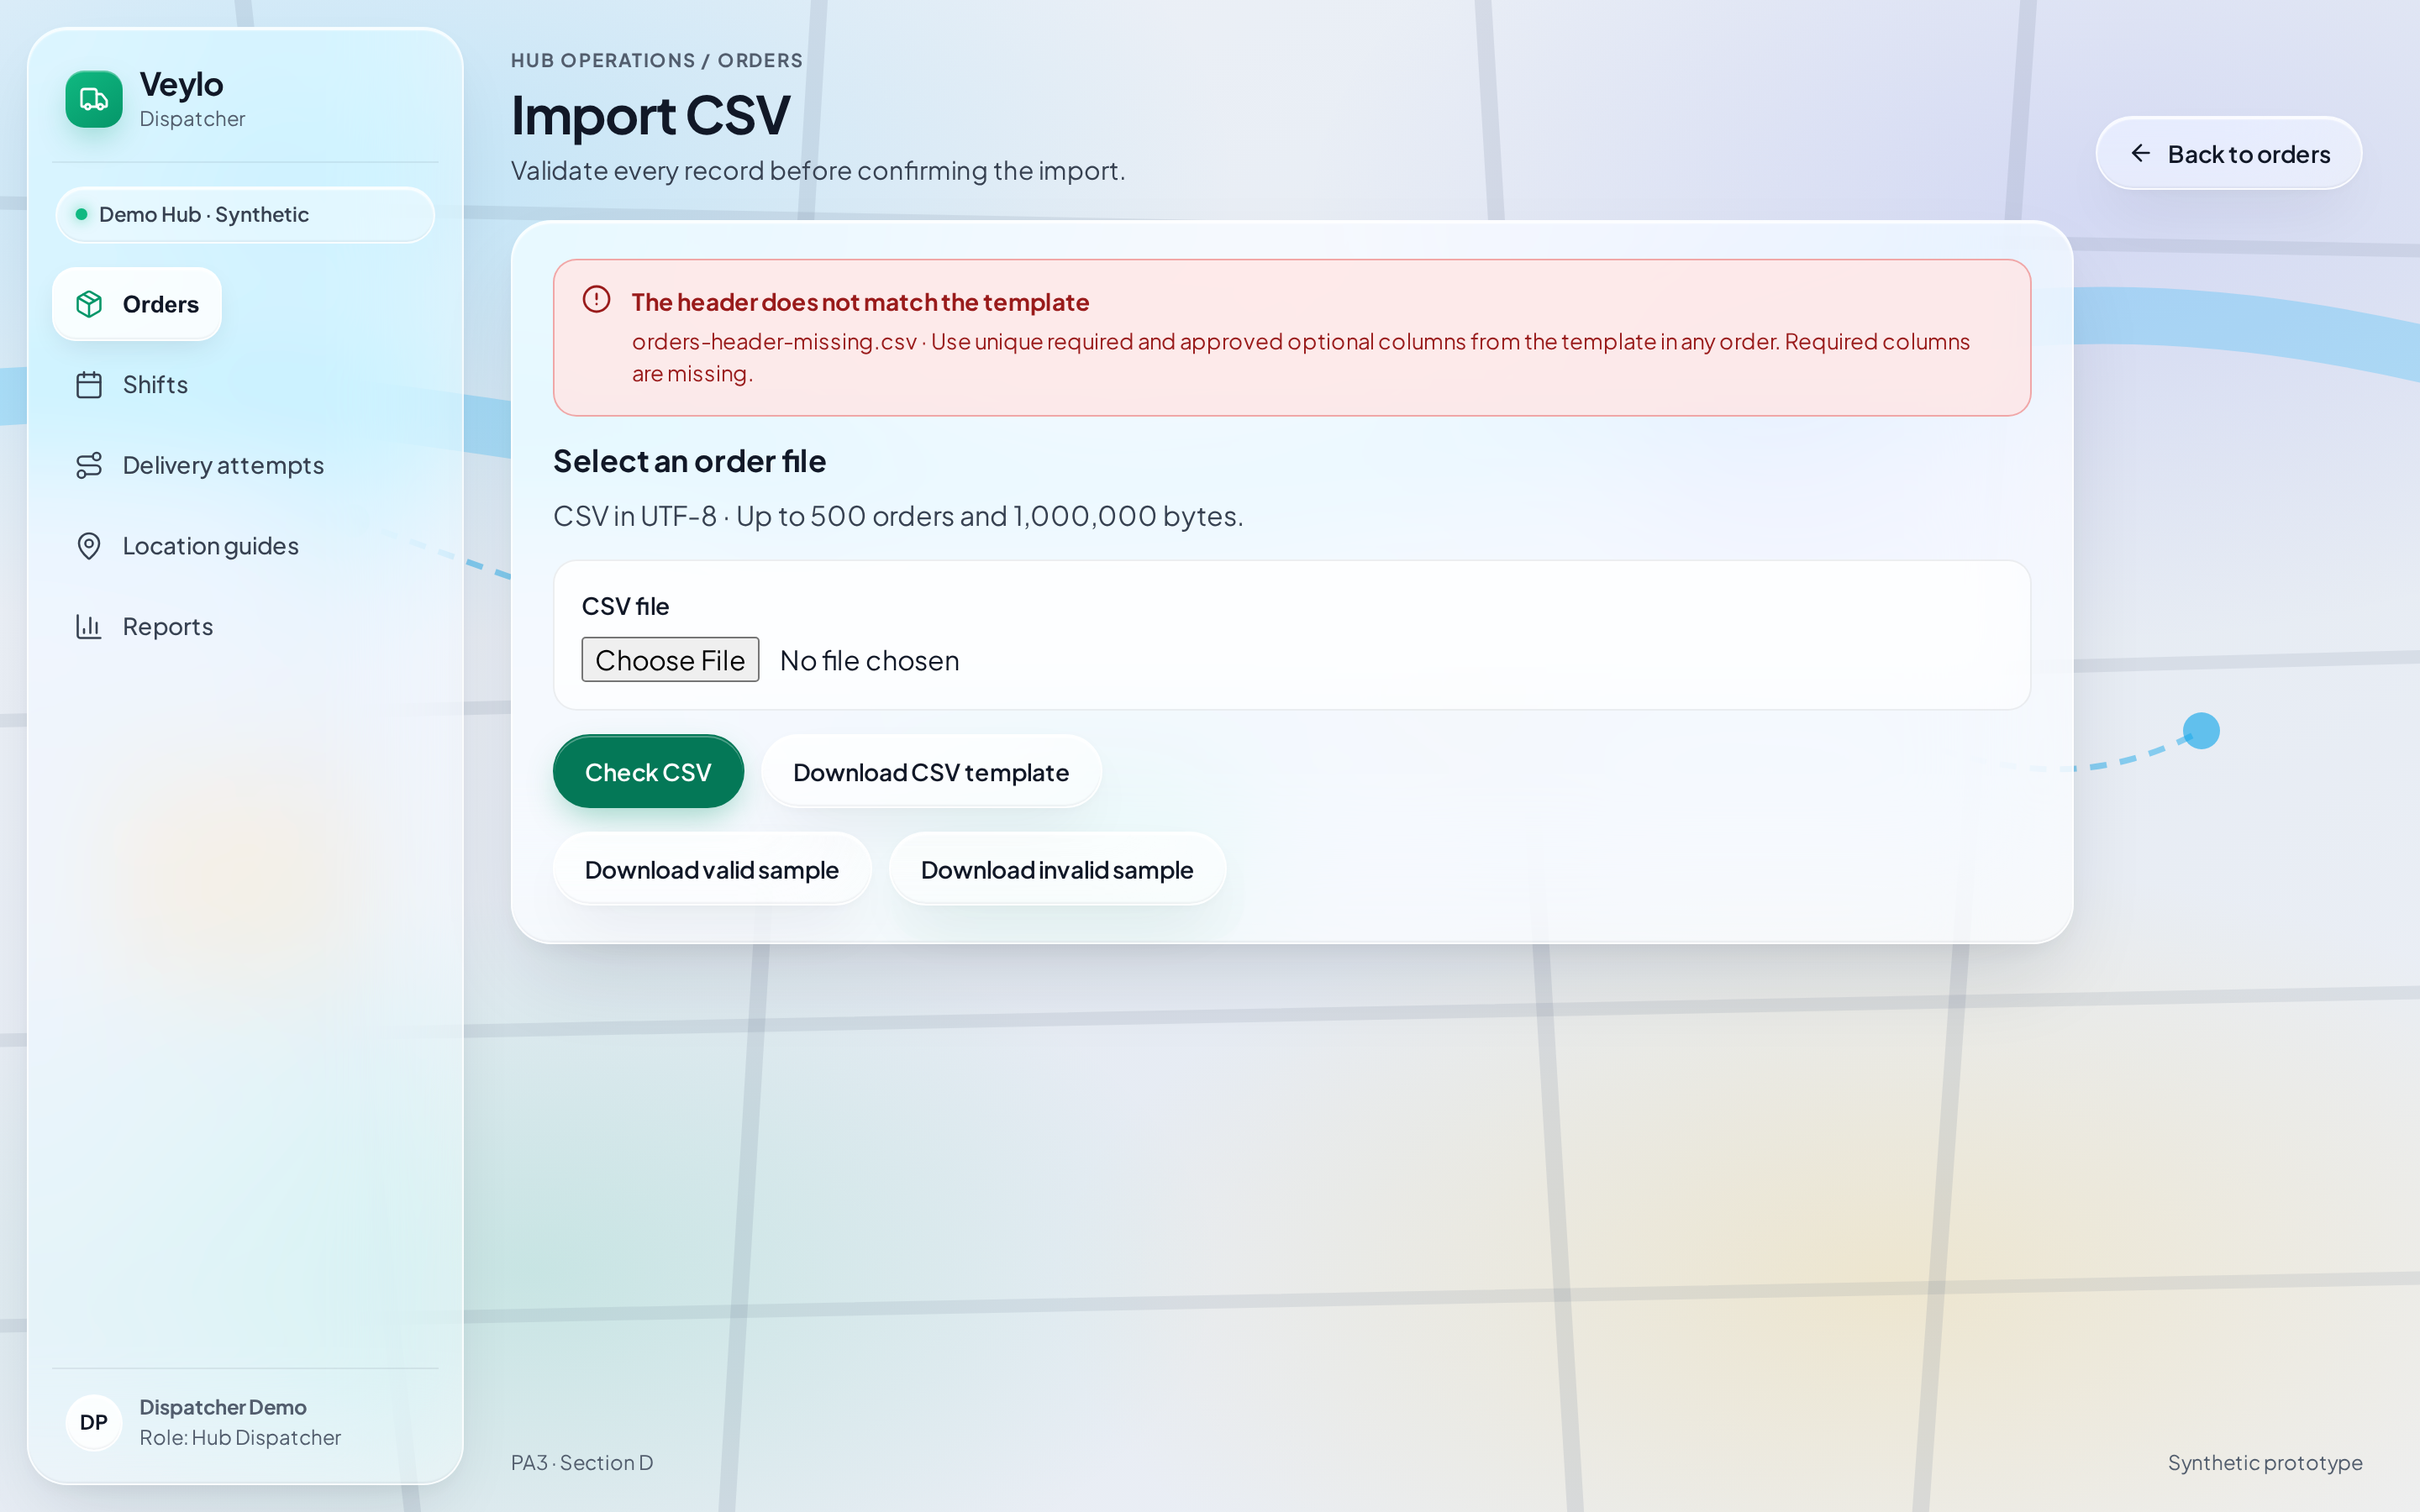 Veylo
Dispatcher
Demo Hub · Synthetic
Orders
Shifts
Delivery attempts
Location guides
Reports
DP
Dispatcher Demo
Role: Hub Dispatcher
HUB OPERATIONS / ORDERS
Import CSV
Validate every record before confirming the import.
Back to orders
The header does not match the template
orders-header-missing.csv · Use unique required and approved optional columns from the template in any order. Required columns
are missing.
Select an order file
CSV in UTF-8 · Up to 500 orders and 1,000,000 bytes.
CSV file
Choose File No file chosen
Check CSV
Download CSV template
Download valid sample
Download invalid sample
PA3 · Section D
Synthetic prototype